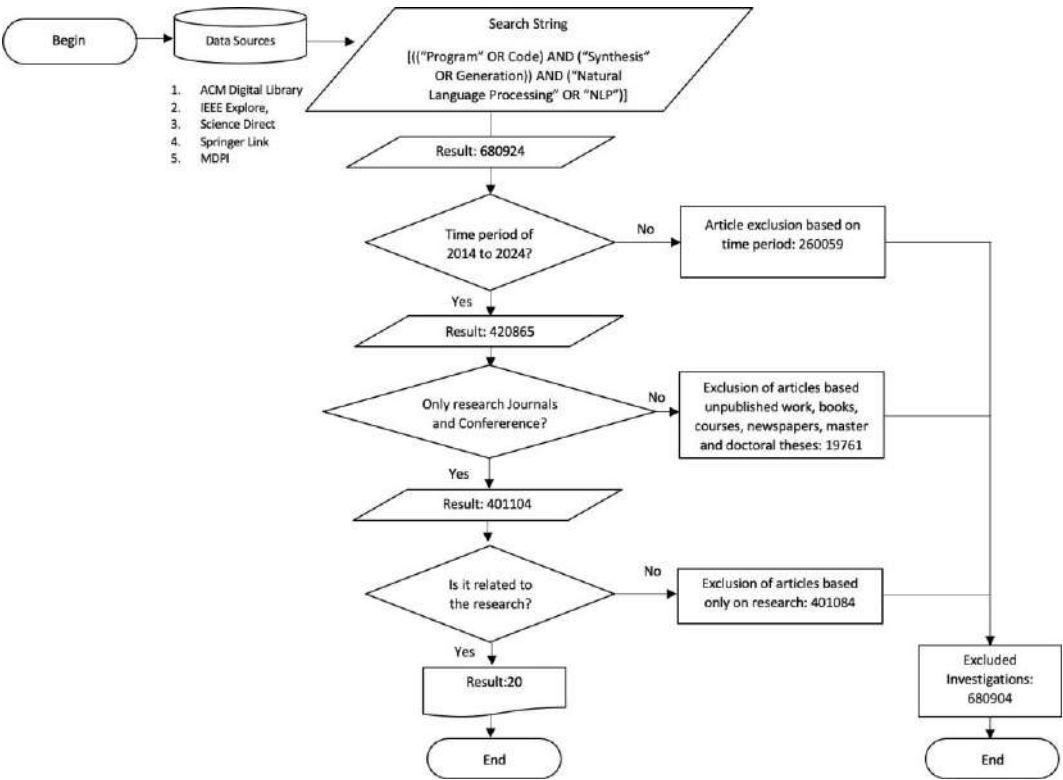 Begin
Data Sources
1. ACM Digital Library
2. IEEE Explore,
3. Science Direct
4. Springer Link
5. MDPI
Search String
[(("Program" OR Code) AND ("Synthesis"
OR Generation)) AND ("Natural
Language Processing" OR "NLP")]
Result: 680924
Time period of
2014 to 2024?
No
Article exclusion based on
time period: 260059
Yes
Result: 420865
Only research Journals
and Confererence?
No
Exclusion of articles based
unpublished work, books,
courses, newspapers, master
and doctoral theses: 19761
Yes
Result: 401104
Is it related to
the research?
No
Exclusion of articles based
only on research: 401084
Yes
Result:20
End
Excluded
Investigations:
680904
End